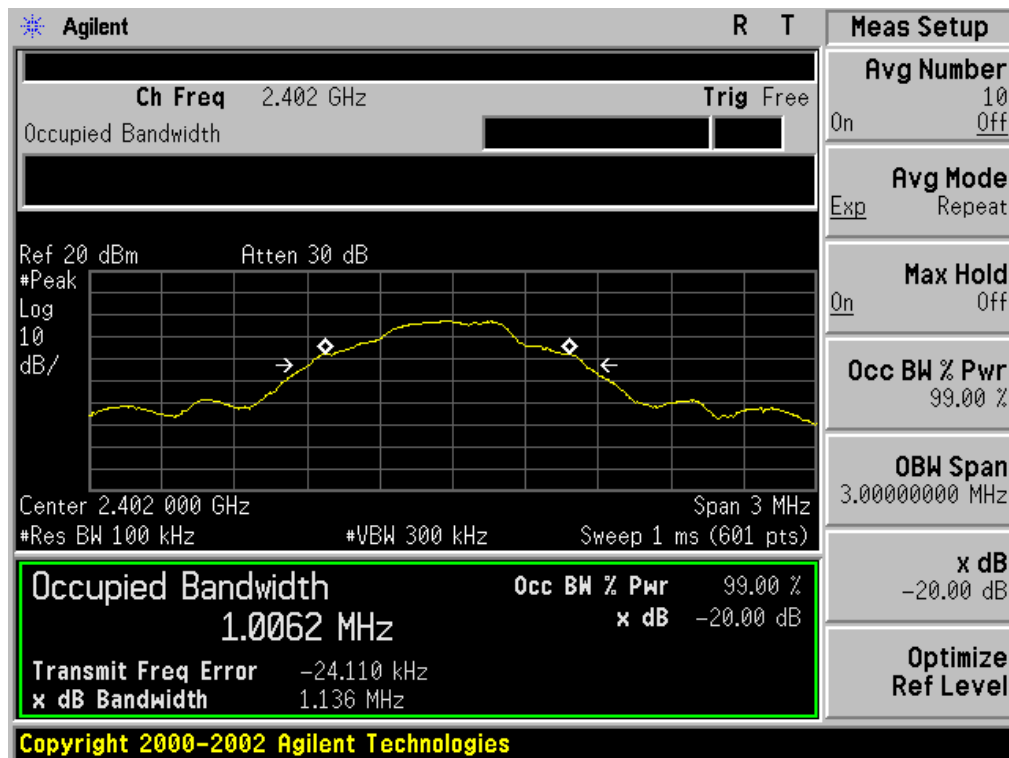 Agilent R T Meas Setup
Ch Freq 2.402 GHz Trig Free
Occupied Bandwidth
Avg Number
10
On Off
Avg Mode
Exp Repeat
Ref 20 dBm Atten 30 dB
#Peak
Log
10
dB/
Max Hold
On Off
Occ BW % Pwr
99.00 %
OBW Span
3.00000000 MHz
Center 2.402 000 GHz Span 3 MHz
#Res BW 100 kHz #VBW 300 kHz Sweep 1 ms (601 pts)
x dB
-20.00 dB
Occupied Bandwidth Occ BW % Pwr 99.00 %
1.0062 MHz x dB -20.00 dB
Transmit Freq Error -24.110 kHz
x dB Bandwidth 1.136 MHz
Optimize
Ref Level
Copyright 2000-2002 Agilent Technologies